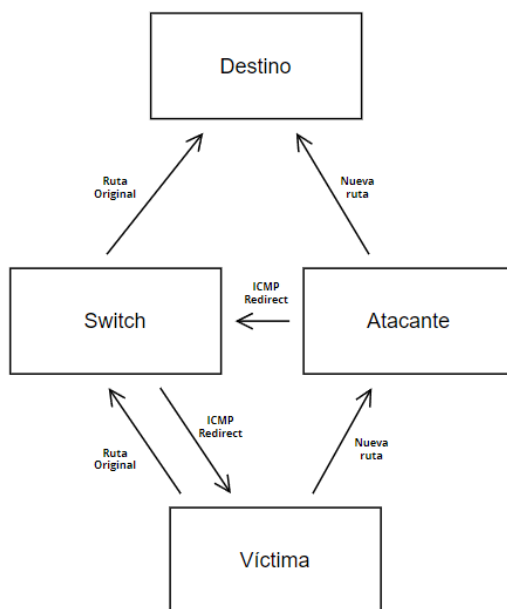 Destino
Ruta
Original
Nueva
ruta
Switch
ICMP
Redirect
Atacante
Ruta
Original
ICMP
Redirect
Nueva
ruta
Víctima